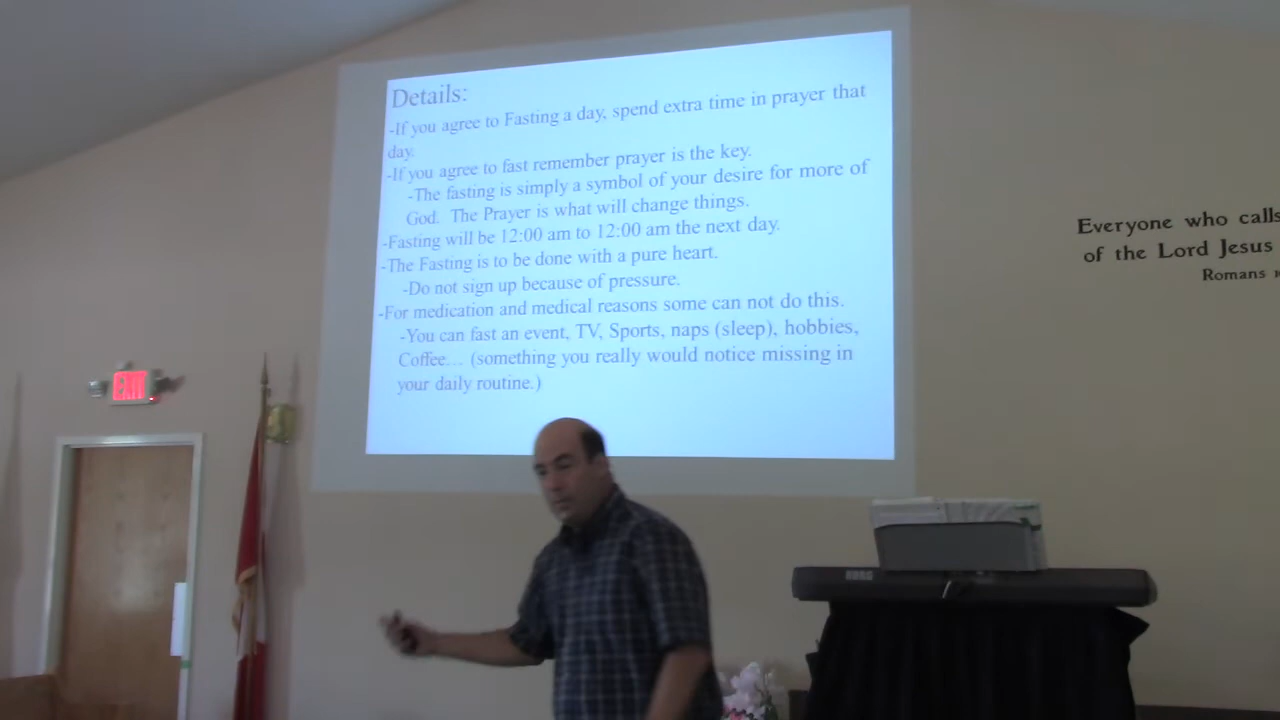 Details:
-If you agree to Fasting a day, spend extra time in prayer that
day.
-If you agree to fast remember prayer is the key.
-The fasting is simply a symbol of your desire for more of
God. The Prayer is what will change things.
-Fasting will be 12:00 am to 12:00 am the next day.
-The Fasting is to be done with a pure heart.
-Do not sign up because of pressure.
-For medication and medical reasons some can not do this.
-You can fast an event, TV, Sports, naps (sleep), hobbies,
Coffee... (something you really would notice missing in
your daily routine.)
Everyone who calls
of the Lord Jesus
Romans
EXIT
KORG